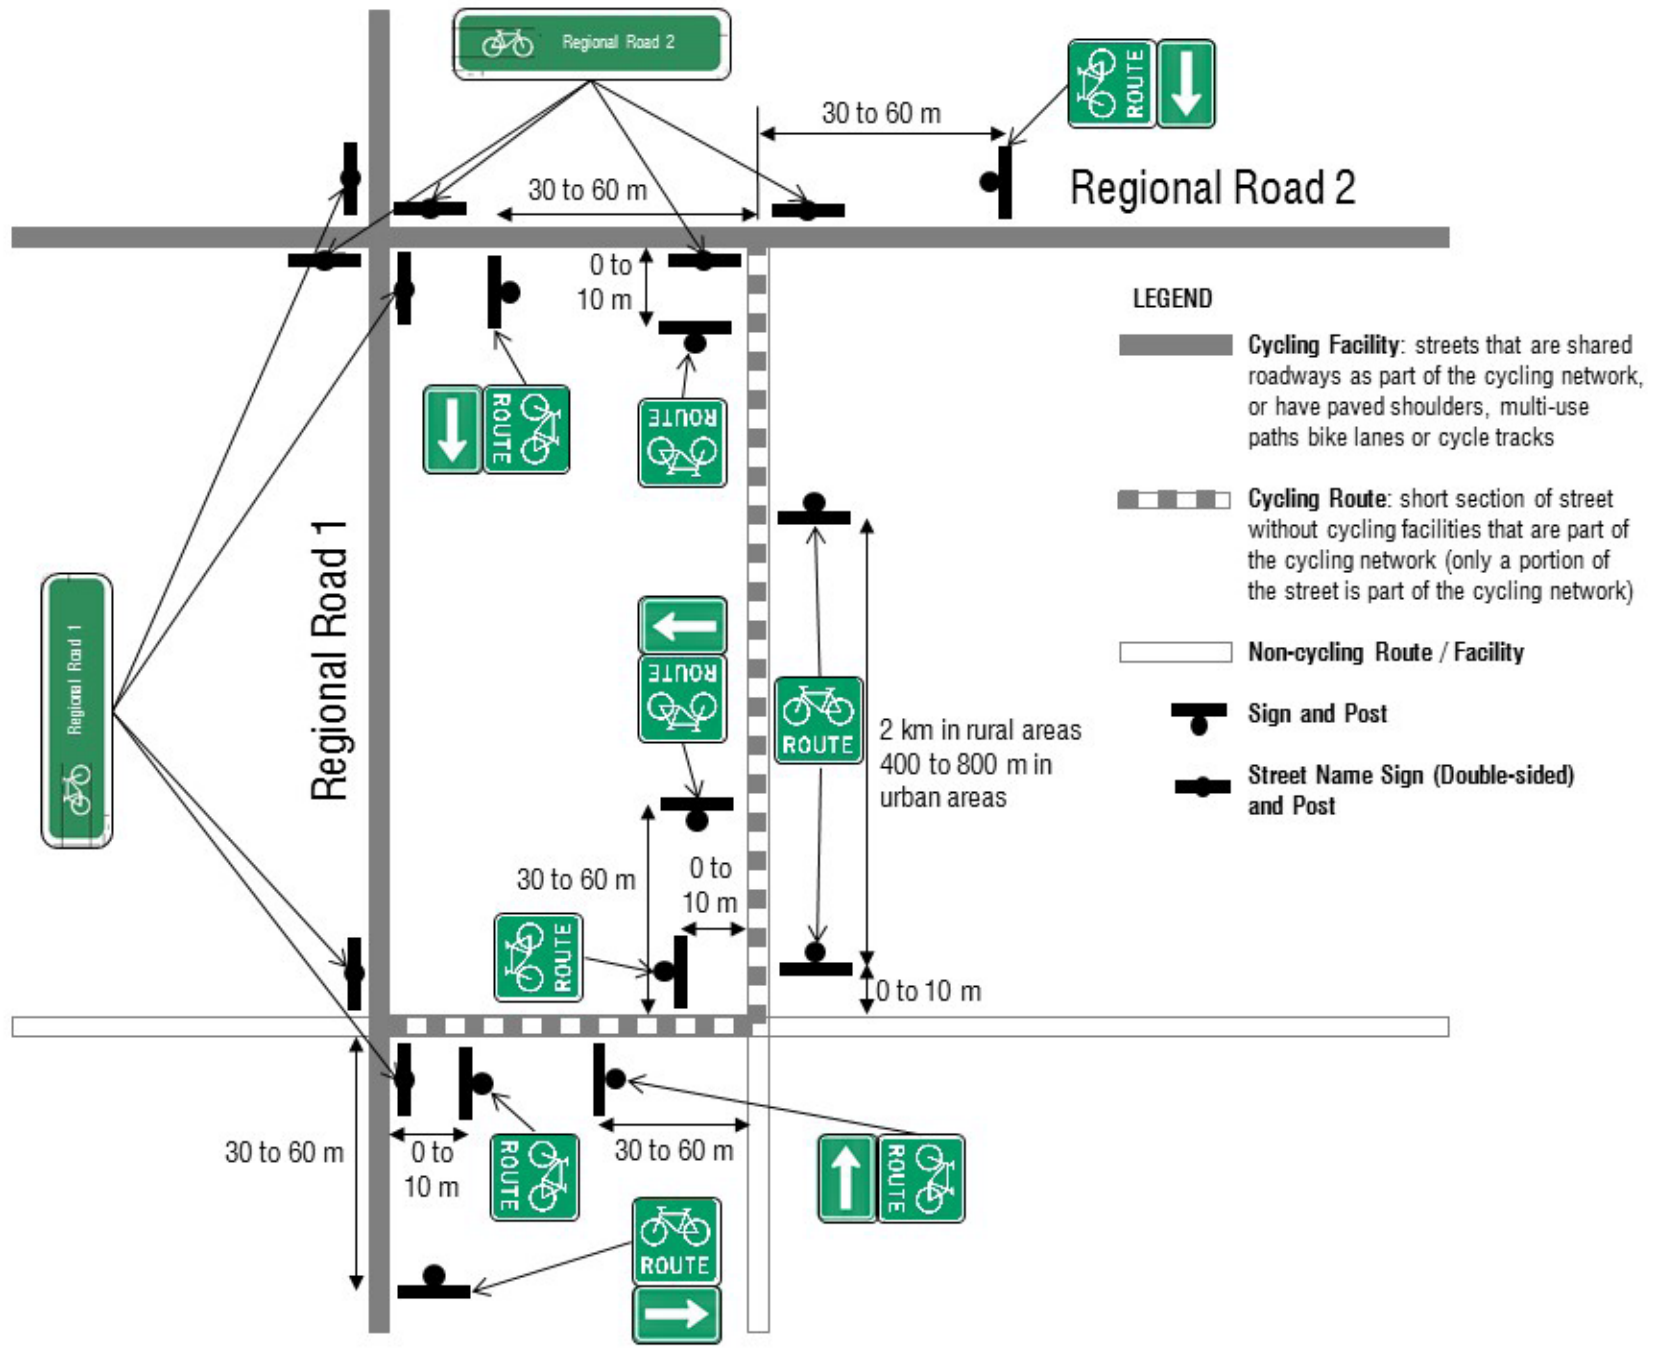 Regional Road 2
ROUTE
30 to 60 m
30 to 60 m
Regional Road 2
0 to
10 m
ROUTE
ROUTE
Regional Road 1
Regional Road 1
ROUTE
ROUTE
2 km in rural areas
400 to 800 m in
urban areas
30 to 60 m
0 to
10 m
ROUTE
0 to 10 m
30 to 60 m
0 to
10 m
ROUTE
30 to 60 m
ROUTE
ROUTE
LEGEND
Cycling Facility: streets that are shared
roadways as part of the cycling network,
or have paved shoulders, multi-use
paths bike lanes or cycle tracks
Cycling Route: short section of street
without cycling facilities that are part of
the cycling network (only a portion of
the street is part of the cycling network)
Non-cycling Route / Facility
Sign and Post
Street Name Sign (Double-sided)
and Post